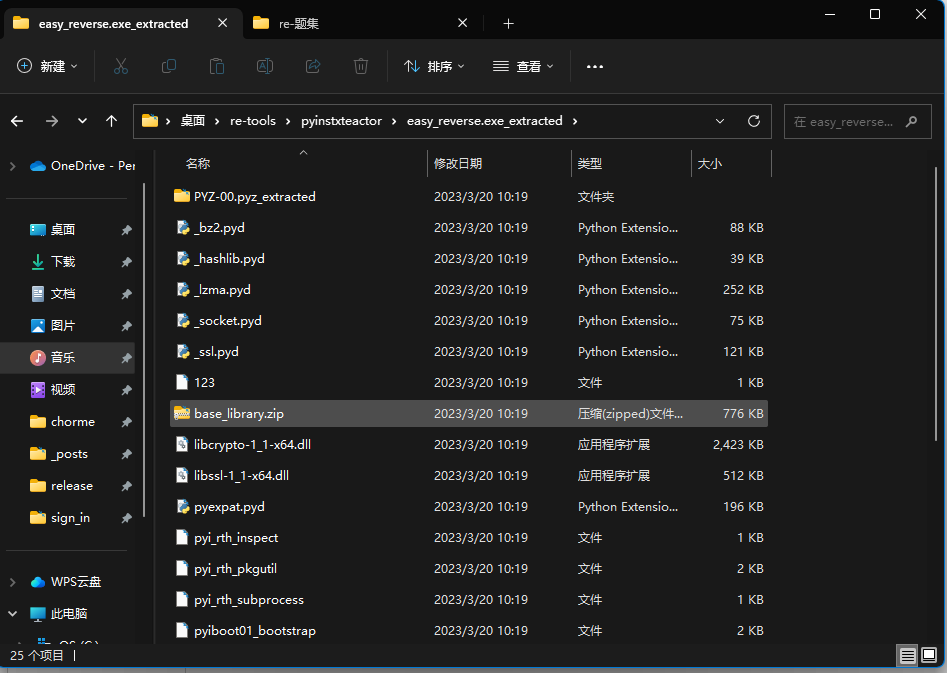 easy_reverse.exe_extracted re-题集
新建 排序 查看
桌面 re-tools pyinstxteactor easy_reverse.exe_extracted 在 easy_reverse...
名称 修改日期 类型 大小
OneDrive - Per
桌面
下载
文档
图片
音乐
视频
chorme
_posts
release
sign_in
WPS云盘
此电脑
PYZ-00.pyz_extracted 2023/3/20 10:19 文件夹
_bz2.pyd 2023/3/20 10:19 Python Extensio... 88 KB
_hashlib.pyd 2023/3/20 10:19 Python Extensio... 39 KB
_lzma.pyd 2023/3/20 10:19 Python Extensio... 252 KB
_socket.pyd 2023/3/20 10:19 Python Extensio... 75 KB
_ssl.pyd 2023/3/20 10:19 Python Extensio... 121 KB
123 2023/3/20 10:19 文件 1 KB
base_library.zip 2023/3/20 10:19 压缩(zipped)文件... 776 KB
libcrypto-1_1-x64.dll 2023/3/20 10:19 应用程序扩展 2,423 KB
libssl-1_1-x64.dll 2023/3/20 10:19 应用程序扩展 512 KB
pyexpat.pyd 2023/3/20 10:19 Python Extensio... 196 KB
pyi_rth_inspect 2023/3/20 10:19 文件 1 KB
pyi_rth_pkgutil 2023/3/20 10:19 文件 2 KB
pyi_rth_subprocess 2023/3/20 10:19 文件 1 KB
pyiboot01_bootstrap 2023/3/20 10:19 文件 2 KB
25 个项目